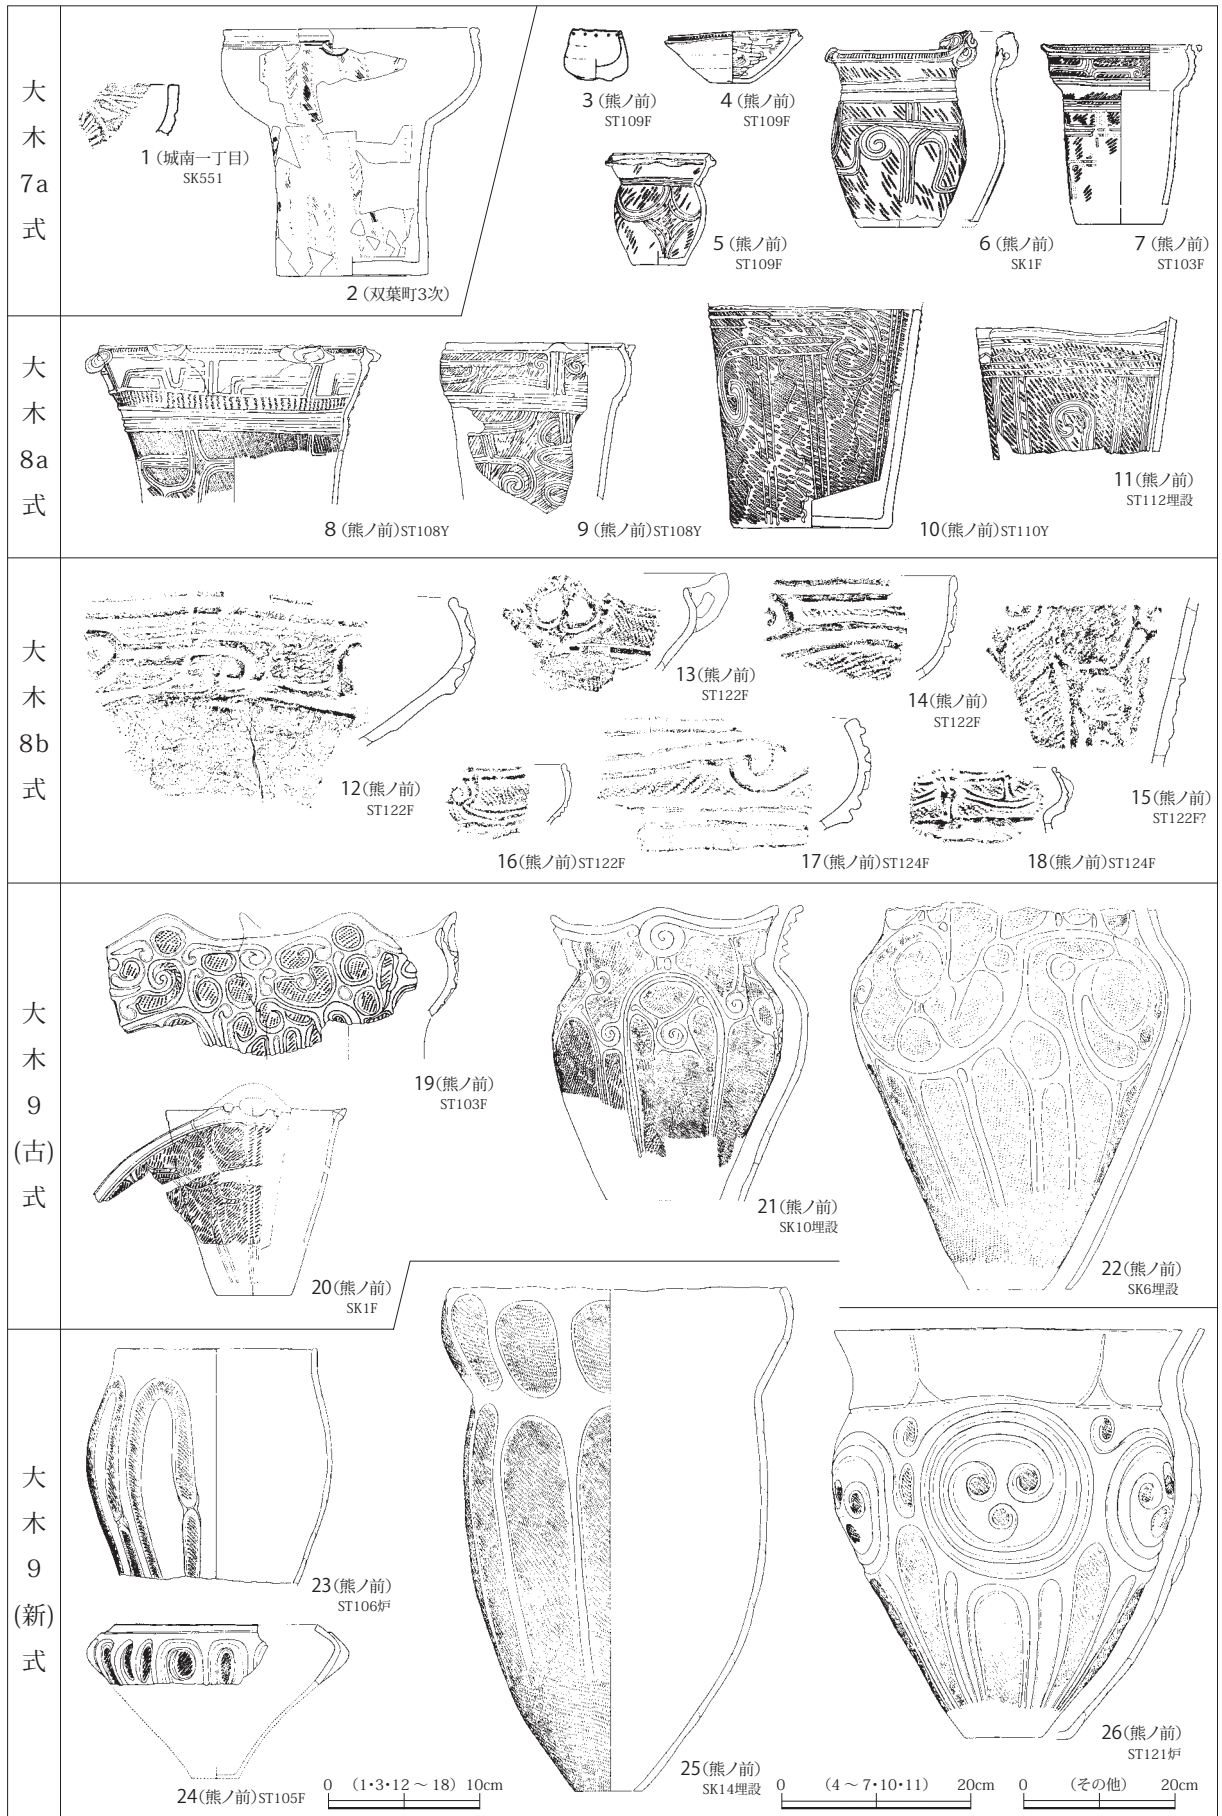 大木7a式
1(城南一丁目)
SK551
2(双葉町3次)
3(熊ノ前)
ST109F
4(熊ノ前)
ST109F
5(熊ノ前)
ST109F
6(熊ノ前)
SK1F
7(熊ノ前)
ST103F
大木8a式
8(熊ノ前)ST108Y
9(熊ノ前)ST108Y
10(熊ノ前)ST110Y
11(熊ノ前)
ST112埋設
大木8b式
12(熊ノ前)
ST122F
13(熊ノ前)
ST122F
14(熊ノ前)
ST122F
15(熊ノ前)
ST122F?
16(熊ノ前)ST122F
17(熊ノ前)ST124F
18(熊ノ前)ST124F
大木9(古)式
19(熊ノ前)
ST103F
20(熊ノ前)
SK1F
21(熊ノ前)
SK10埋設
22(熊ノ前)
SK6埋設
大木9(新)式
23(熊ノ前)
ST106炉
24(熊ノ前)ST105F
25(熊ノ前)
SK14埋設
26(熊ノ前)
ST121炉
0 (1・3・12～18) 10cm
0 (4～7・10・11) 20cm
0 (その他) 20cm